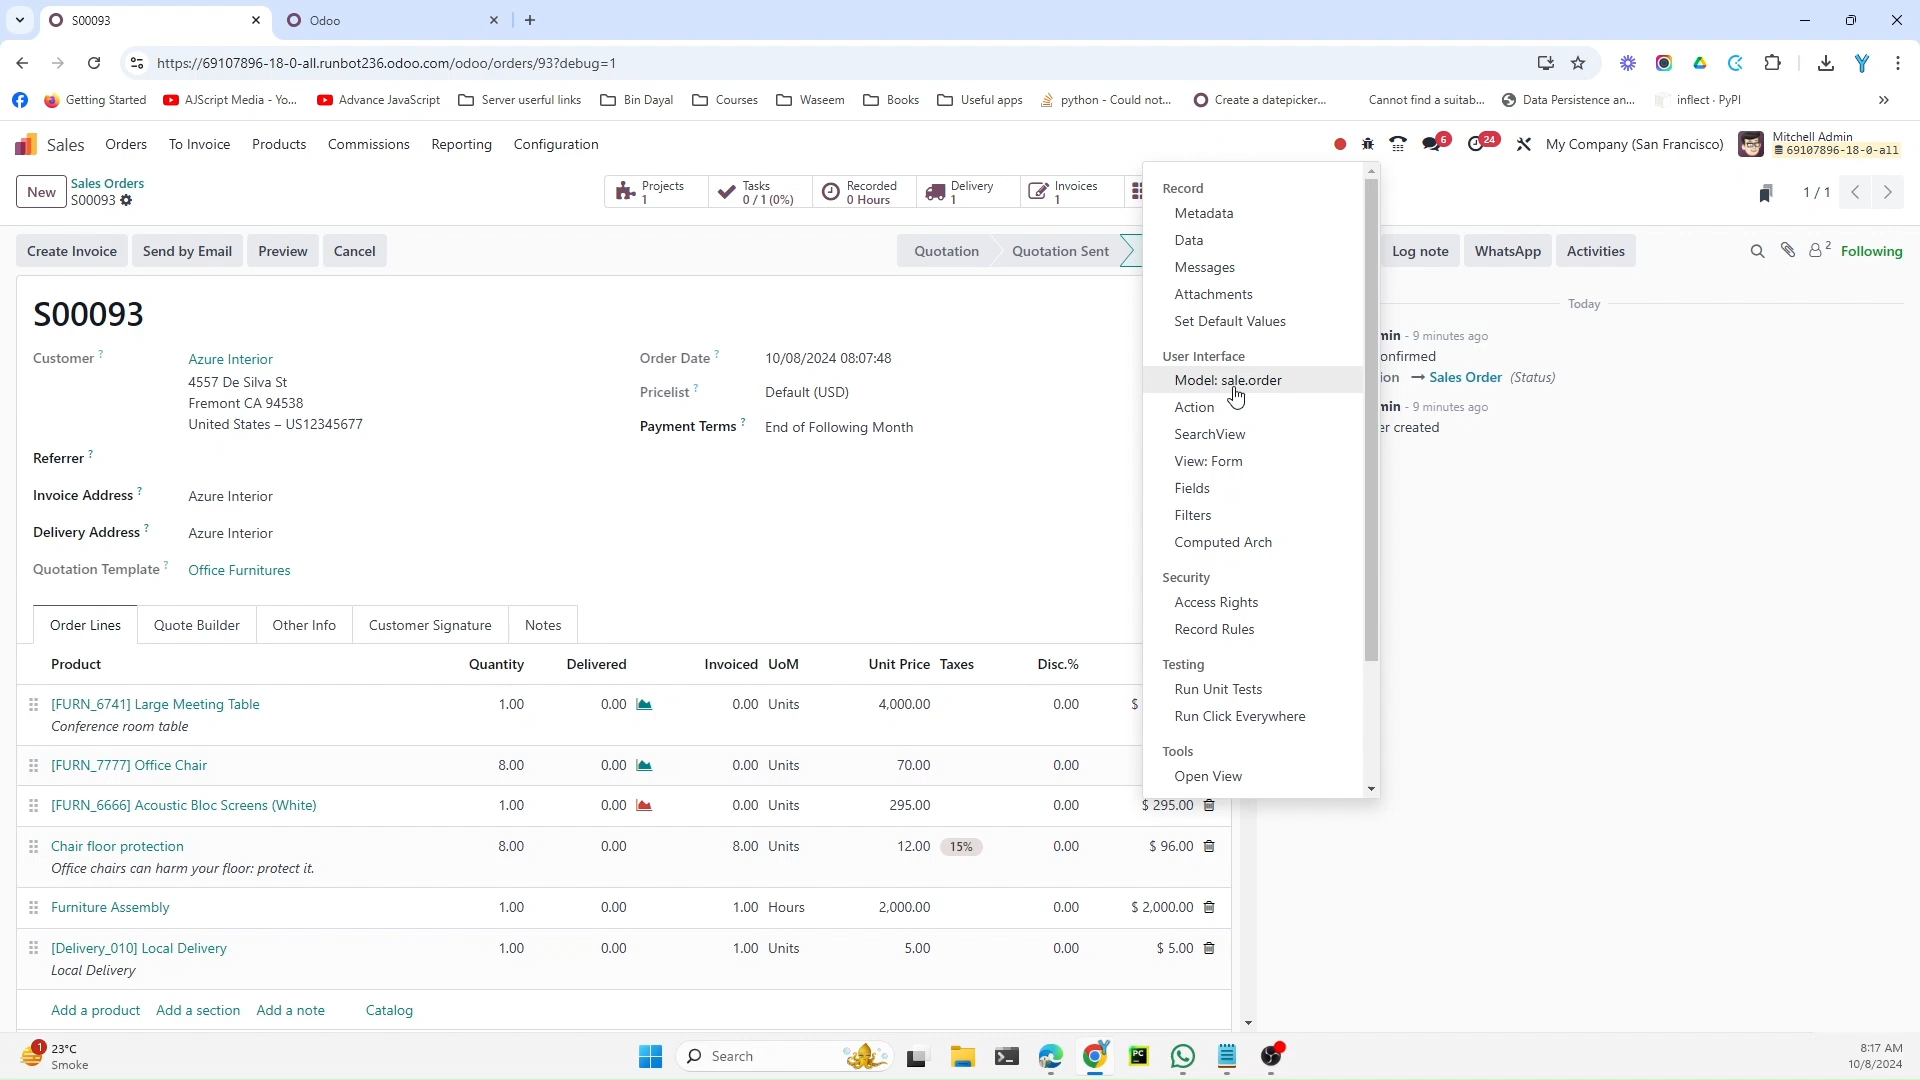 S00093
Odoo
https://69107896-18-0-all.runbot236.odoo.com/odoo/orders/93?debug=1
Getting Started
AJScript Media - Yo...
Advance JavaScript
Server userful links
Bin Dayal
Courses
Waseem
Books
Useful apps
python - Could not...
Create a datepicker...
Cannot find a suitab...
Data Persistence an...
inflect · PyPI
Sales
Orders
To Invoice
Products
Commissions
Reporting
Configuration
6
24
My Company (San Francisco)
Mitchell Admin
69107896-18-0-all
New
Sales Orders
S00093
Projects
1
Tasks
0 / 1 (0%)
Recorded
0 Hours
Delivery
1
Invoices
1
1 / 1
Create Invoice
Send by Email
Preview
Cancel
Quotation
Quotation Sent
Log note
WhatsApp
Activities
2
Following
S00093
Customer ?
Azure Interior
4557 De Silva St
Fremont CA 94538
United States – US12345677
Referrer ?
Invoice Address ?
Azure Interior
Delivery Address ?
Azure Interior
Quotation Template ?
Office Furnitures
Order Date ?
10/08/2024 08:07:48
Pricelist ?
Default (USD)
Payment Terms ?
End of Following Month
Order Lines
Quote Builder
Other Info
Customer Signature
Notes
Product Quantity Delivered Invoiced UoM Unit Price Taxes Disc.%
[FURN_6741] Large Meeting Table 1.00 0.00 0.00 Units 4,000.00 0.00 $
Conference room table
[FURN_7777] Office Chair 8.00 0.00 0.00 Units 70.00 0.00
[FURN_6666] Acoustic Bloc Screens (White) 1.00 0.00 0.00 Units 295.00 0.00 $ 295.00
Chair floor protection 8.00 0.00 8.00 Units 12.00 15% 0.00 $ 96.00
Office chairs can harm your floor: protect it.
Furniture Assembly 1.00 0.00 1.00 Hours 2,000.00 0.00 $ 2,000.00
[Delivery_010] Local Delivery 1.00 0.00 1.00 Units 5.00 0.00 $ 5.00
Local Delivery
Add a product
Add a section
Add a note
Catalog
Record
Metadata
Data
Messages
Attachments
Set Default Values
User Interface
Model: sale.order
Action
SearchView
View: Form
Fields
Filters
Computed Arch
Security
Access Rights
Record Rules
Testing
Run Unit Tests
Run Click Everywhere
Tools
Open View
Today
min - 9 minutes ago
onfirmed
ion → Sales Order (Status)
min - 9 minutes ago
er created
1
23°C
Smoke
Search
PC
8:17 AM
10/8/2024